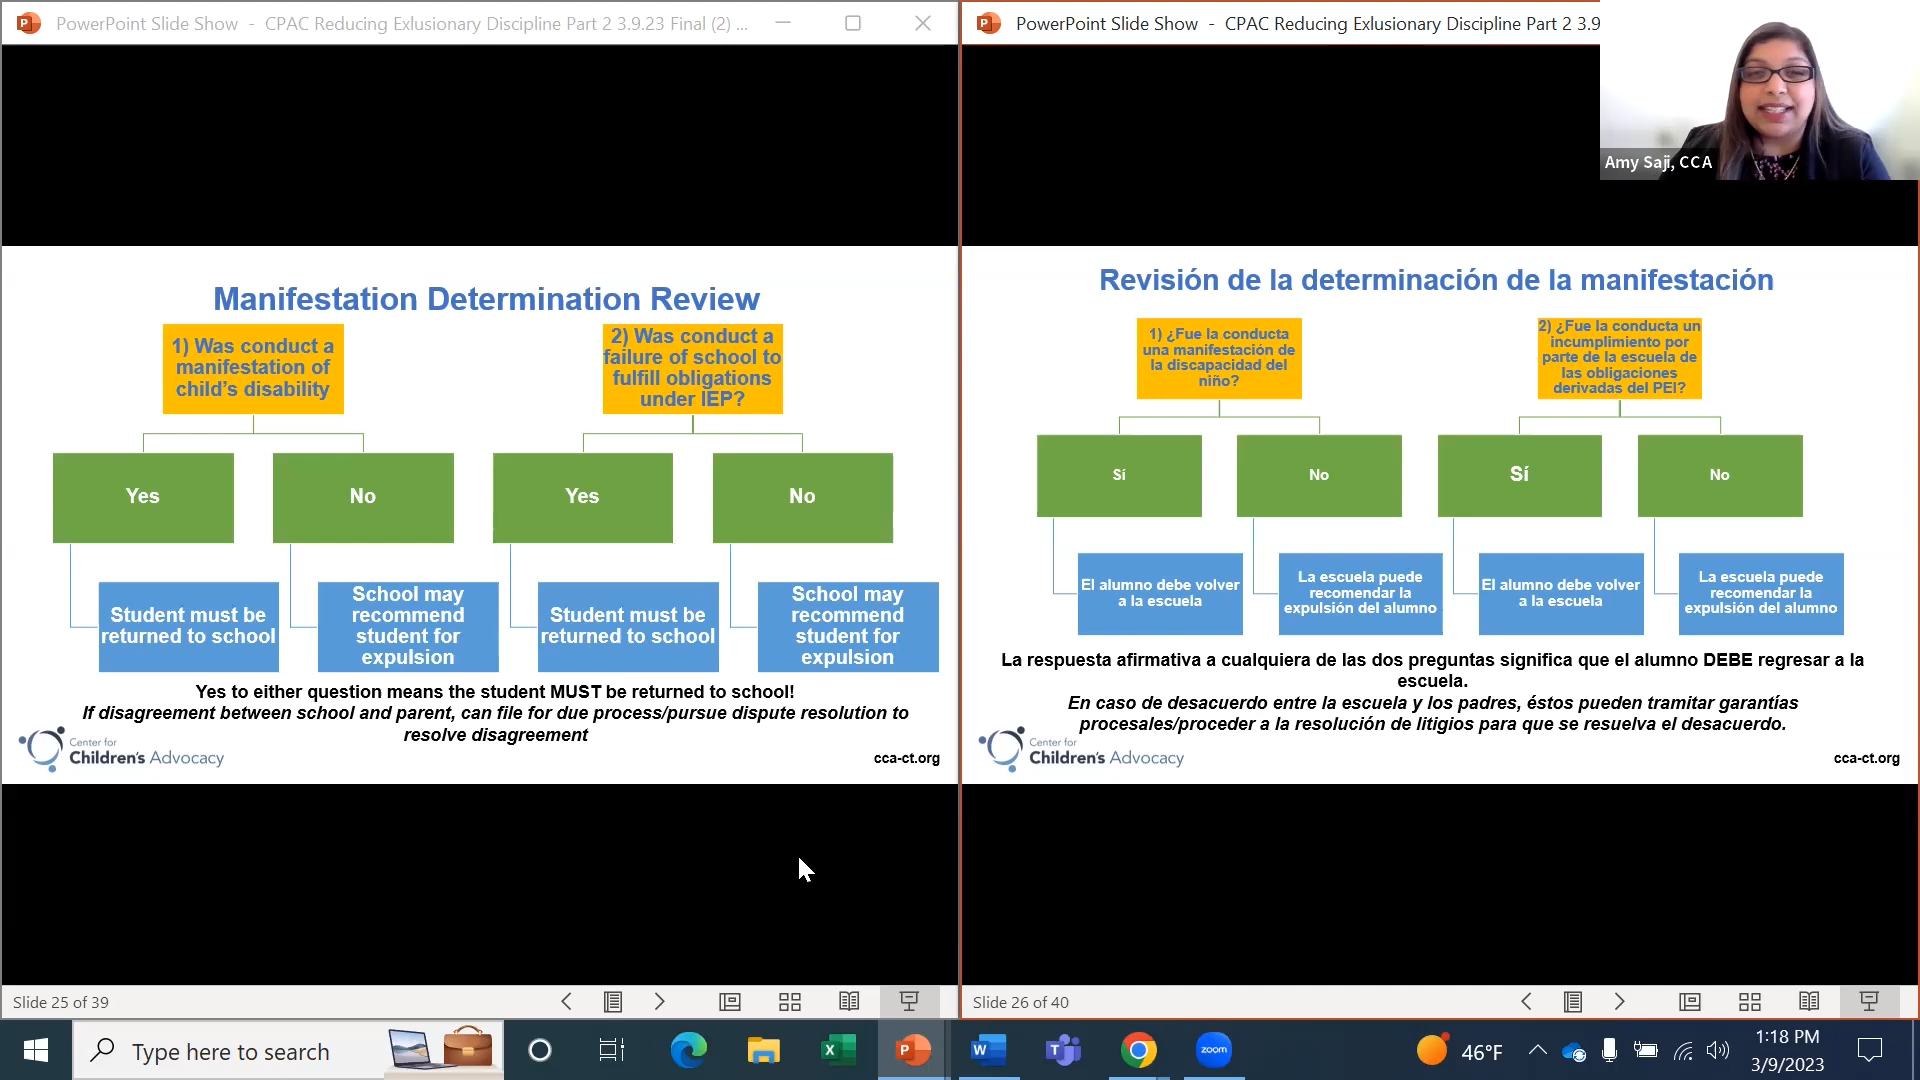 PowerPoint Slide Show - CPAC Reducing Exlusionary Discipline Part 2 3.9.23 Final (2) ...
Manifestation Determination Review
1) Was conduct a
manifestation of
child's disability
2) Was conduct a
failure of school to
fulfill obligations
under IEP?
Yes
No
Yes
No
Student must be
returned to school
School may
recommend
student for
expulsion
Student must be
returned to school
School may
recommend
student for
expulsion
Yes to either question means the student MUST be returned to school!
If disagreement between school and parent, can file for due process/pursue dispute resolution to
resolve disagreement
Center for
Children's Advocacy
cca-ct.org
Slide 25 of 39
PowerPoint Slide Show - CPAC Reducing Exlusionary Discipline Part 2 3.9
Amy Saji, CCA
Revisión de la determinación de la manifestación
1) ¿Fue la conducta
una manifestación de
la discapacidad del
niño?
2) ¿Fue la conducta un
incumplimiento por
parte de la escuela de
las obligaciones
derivadas del PEI?
Sí
No
Sí
No
El alumno debe volver
a la escuela
La escuela puede
recomendar la
expulsión del alumno
El alumno debe volver
a la escuela
La escuela puede
recomendar la
expulsión del alumno
La respuesta afirmativa a cualquiera de las dos preguntas significa que el alumno DEBE regresar a la
escuela.
En caso de desacuerdo entre la escuela y los padres, éstos pueden tramitar garantías
procesales/proceder a la resolución de litigios para que se resuelva el desacuerdo.
Center for
Children's Advocacy
cca-ct.org
Slide 26 of 40
Type here to search
zoom
46°F
1:18 PM
3/9/2023